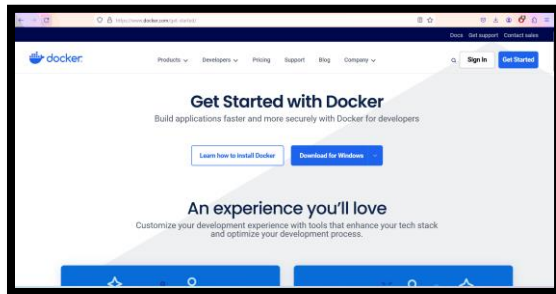 https://www.docker.com/get-started/
Docs Get support Contact sales
docker
Products Developers Pricing Support Blog Company Sign In Get Started
Get Started with Docker
Build applications faster and more securely with Docker for developers
Learn how to install Docker Download for Windows
An experience you'll love
Customize your development experience with tools that enhance your tech stack
and optimize your development process.